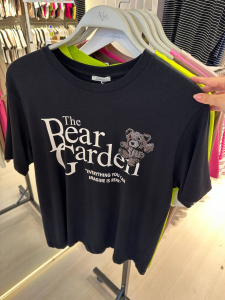 The
Bear
Garden
"EVERYTHING YOU
IMAGINE IS